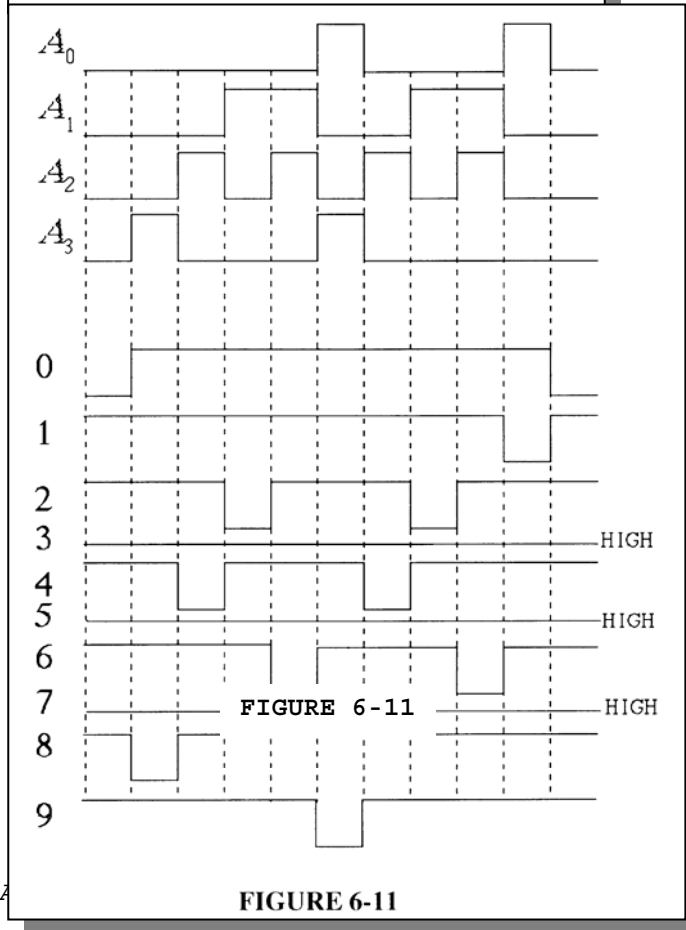 A0
A1
A2
A3
0
1
2
3 HIGH
4
5 HIGH
6
7 FIGURE 6-11 HIGH
8
9
A
FIGURE 6-11